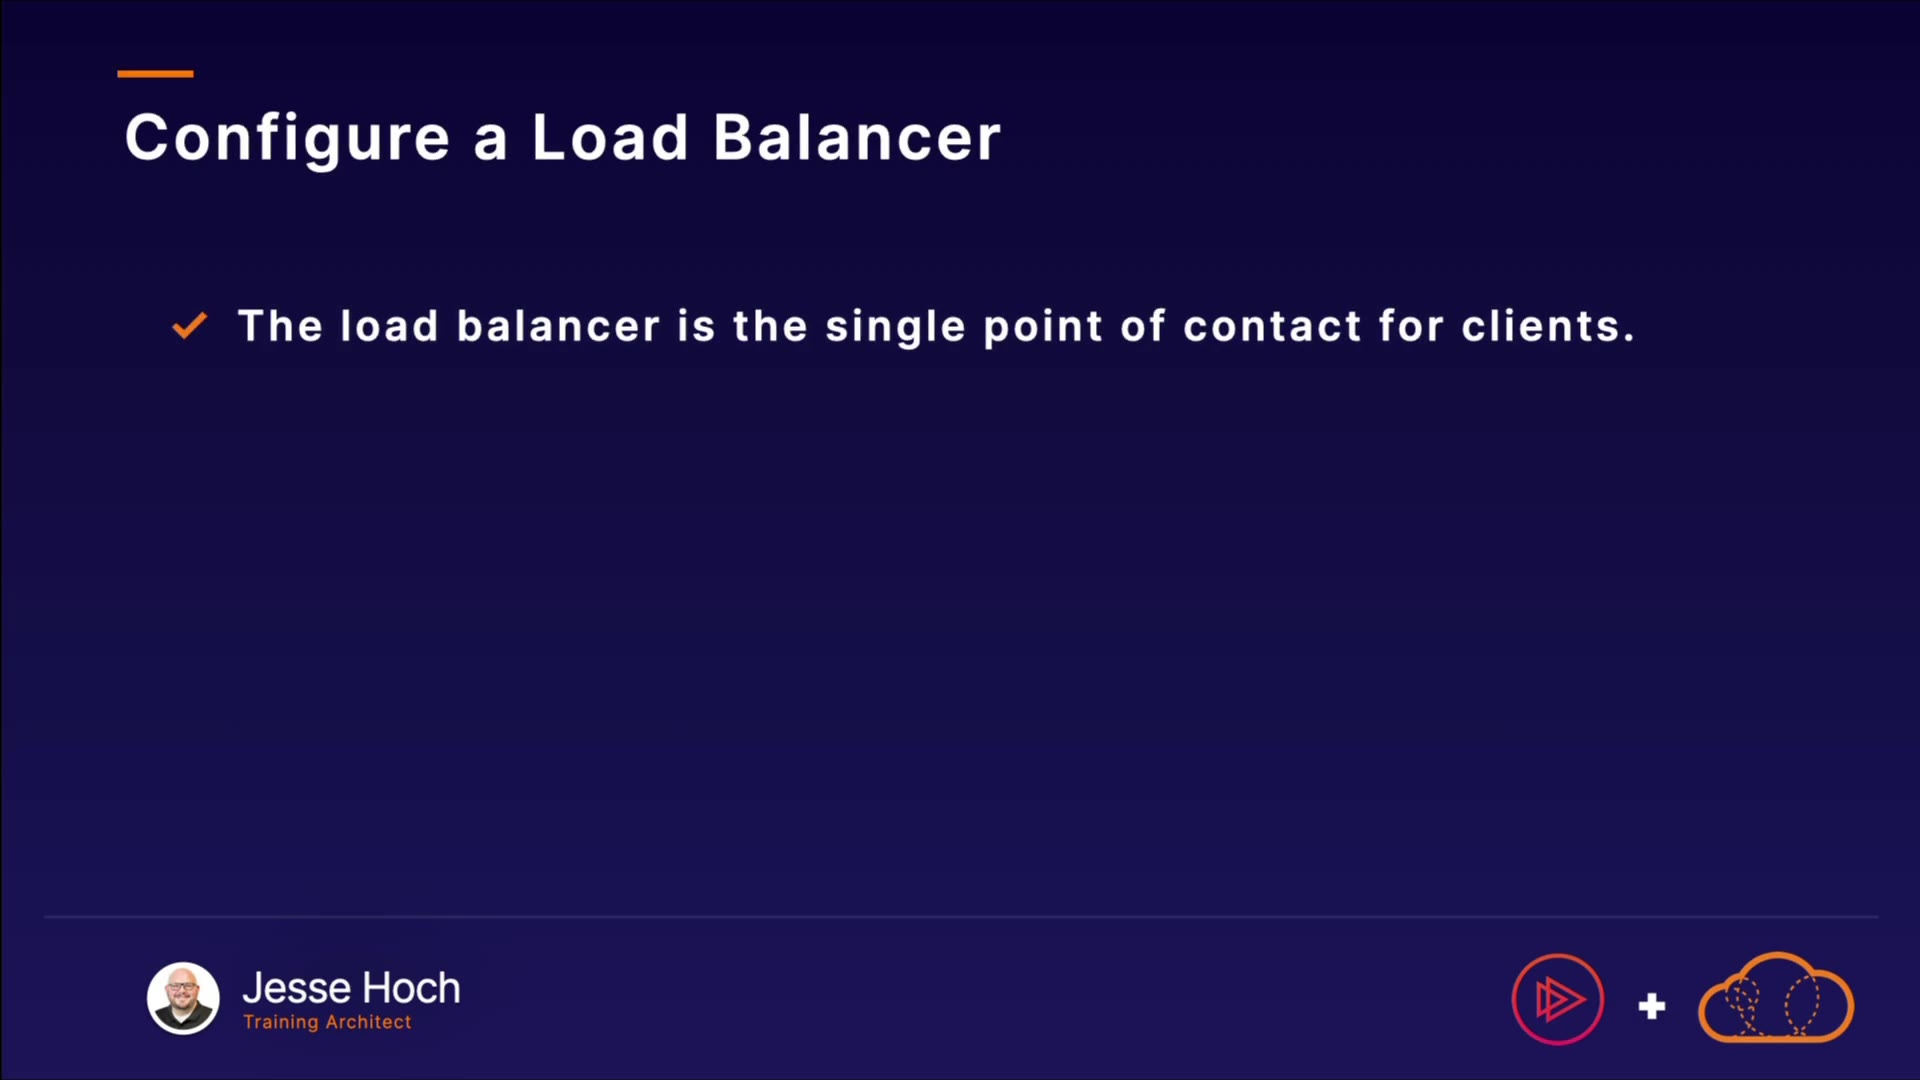 Configure a Load Balancer
The load balancer is the single point of contact for clients.
Jesse Hoch
Training Architect